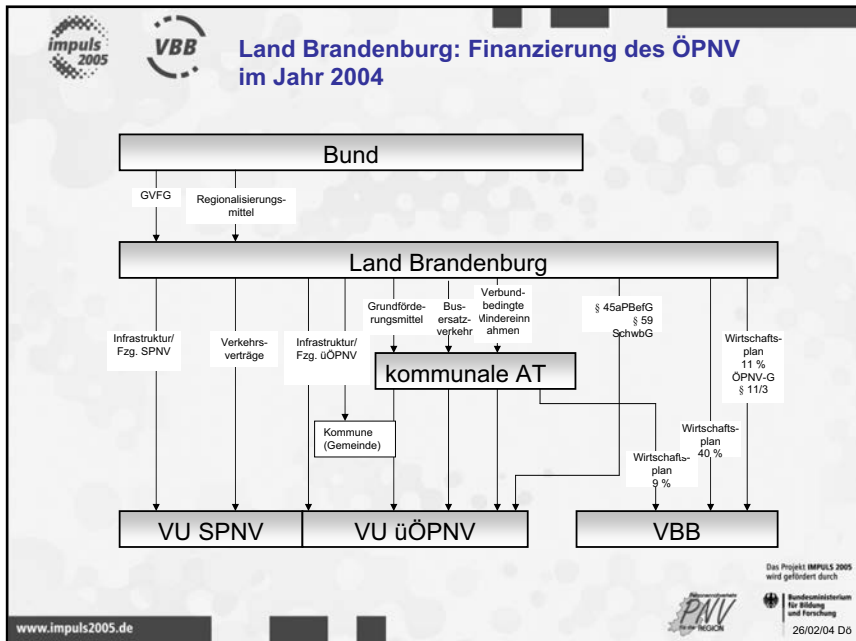 impuls
2005
VBB
Land Brandenburg: Finanzierung des ÖPNV
im Jahr 2004
Bund
GVFG
Regionalisierungs-
mittel
Land Brandenburg
Infrastruktur/
Fzg. SPNV
Verkehrs-
verträge
Infrastruktur/
Fzg. üÖPNV
Grundförde-
rungsmittel
Bus-
ersatz-
verkehr
Verbund-
bedingte
Mindereinn
ahmen
§ 45aPBefG
§ 59
SchwbG
Wirtschafts-
plan
11 %
ÖPNV-G
§ 11/3
kommunale AT
Kommune
(Gemeinde)
Wirtschafts-
plan
9 %
Wirtschafts-
plan
40 %
VU SPNV
VU üÖPNV
VBB
Das Projekt IMPULS 2005
wird gefördert durch
PNV
für die REGION
Bundesministerium
für Bildung
und Forschung
www.impuls2005.de
26/02/04 Dö